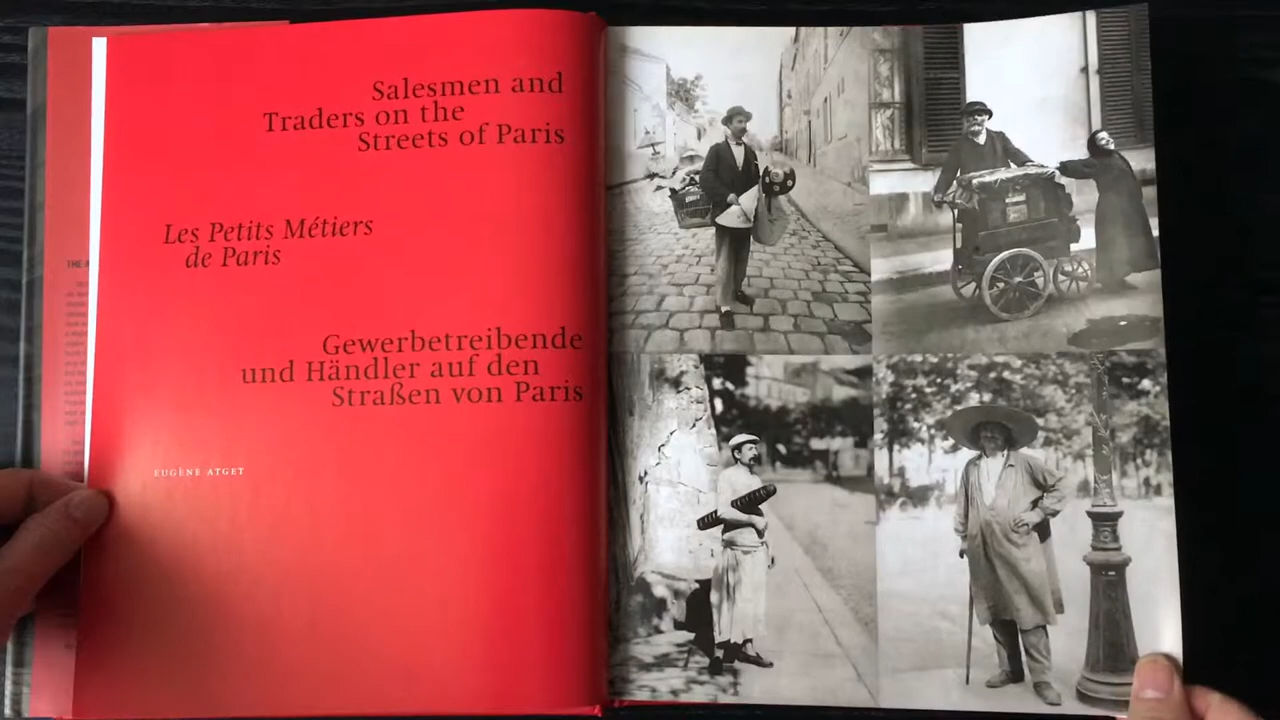 Salesmen and
Traders on the
Streets of Paris
Les Petits Métiers
de Paris
Gewerbetreibende
und Händler auf den
Straßen von Paris
EUGÈNE ATGET
THE A